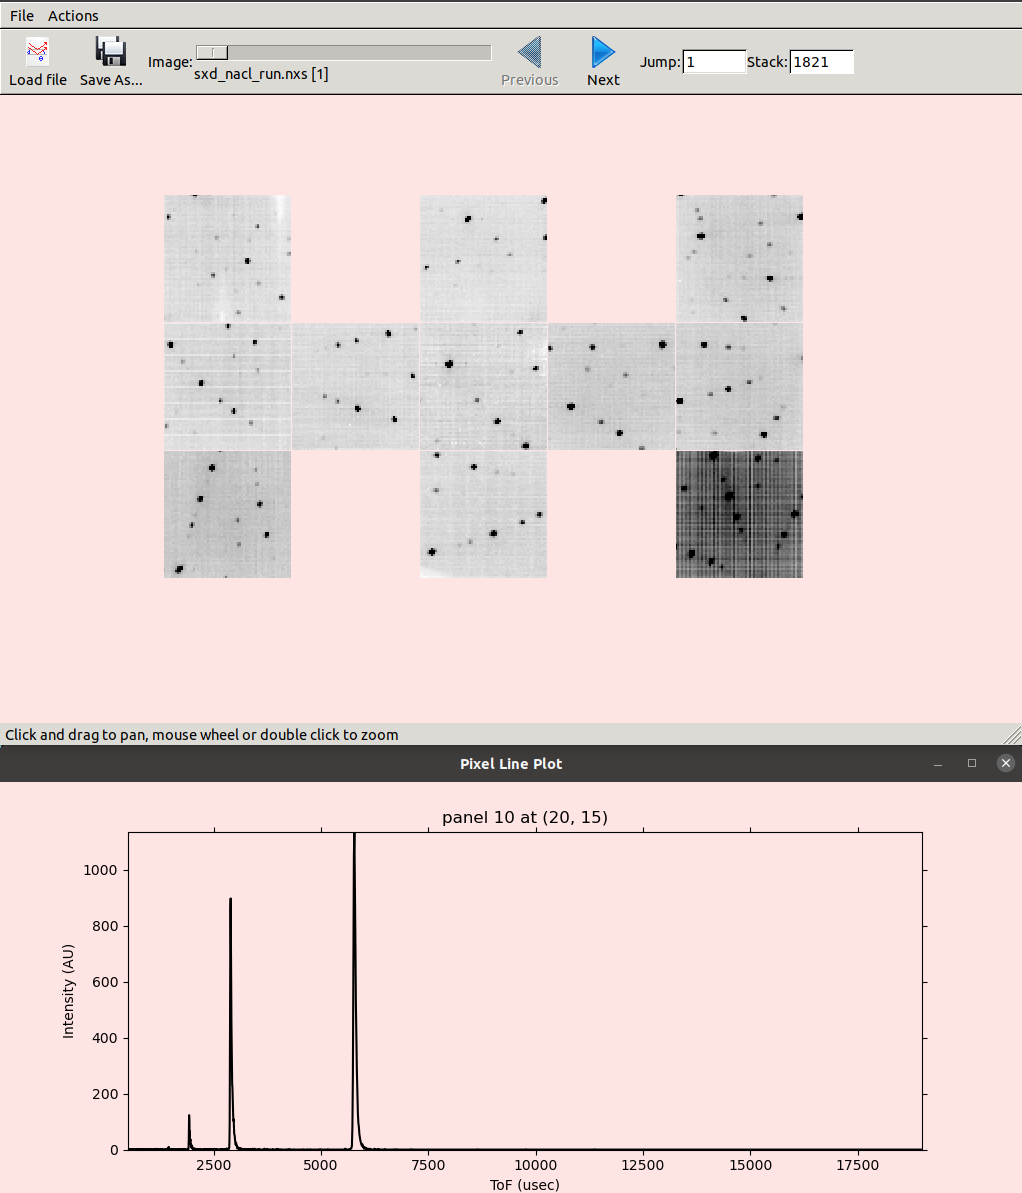 File Actions
Load file Save As... Image: sxd_nacl_run.nxs [1] Previous Next Jump: 1 Stack: 1821
Click and drag to pan, mouse wheel or double click to zoom
Pixel Line Plot
panel 10 at (20, 15)
1000
800
600
400
200
0
Intensity (AU)
2500 5000 7500 10000 12500 15000 17500
ToF (usec)